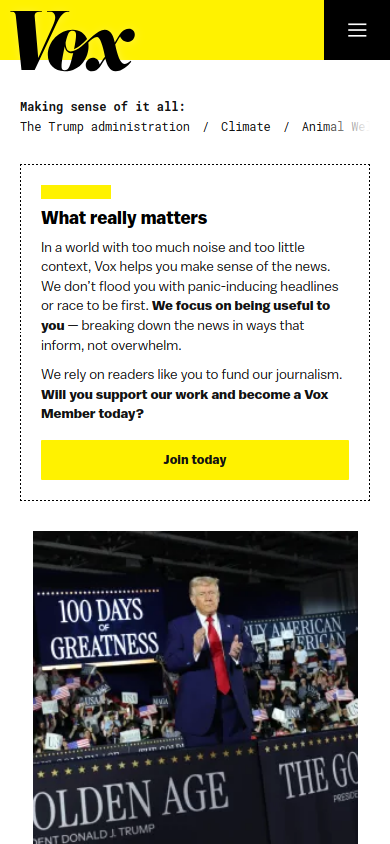 Vox
Making sense of it all:
The Trump administration / Climate / Animal We
What really matters
In a world with too much noise and too little
context, Vox helps you make sense of the news.
We don't flood you with panic-inducing headlines
or race to be first. We focus on being useful to
you — breaking down the news in ways that
inform, not overwhelm.
We rely on readers like you to fund our journalism.
Will you support our work and become a Vox
Member today?
Join today
100 DAYS
OF
GREATNESS
BUY AMERICAN
AMERICAN
USA
OLDEN AGE
DENT DONALD J. TRUMP
THE GO
PRESIDE